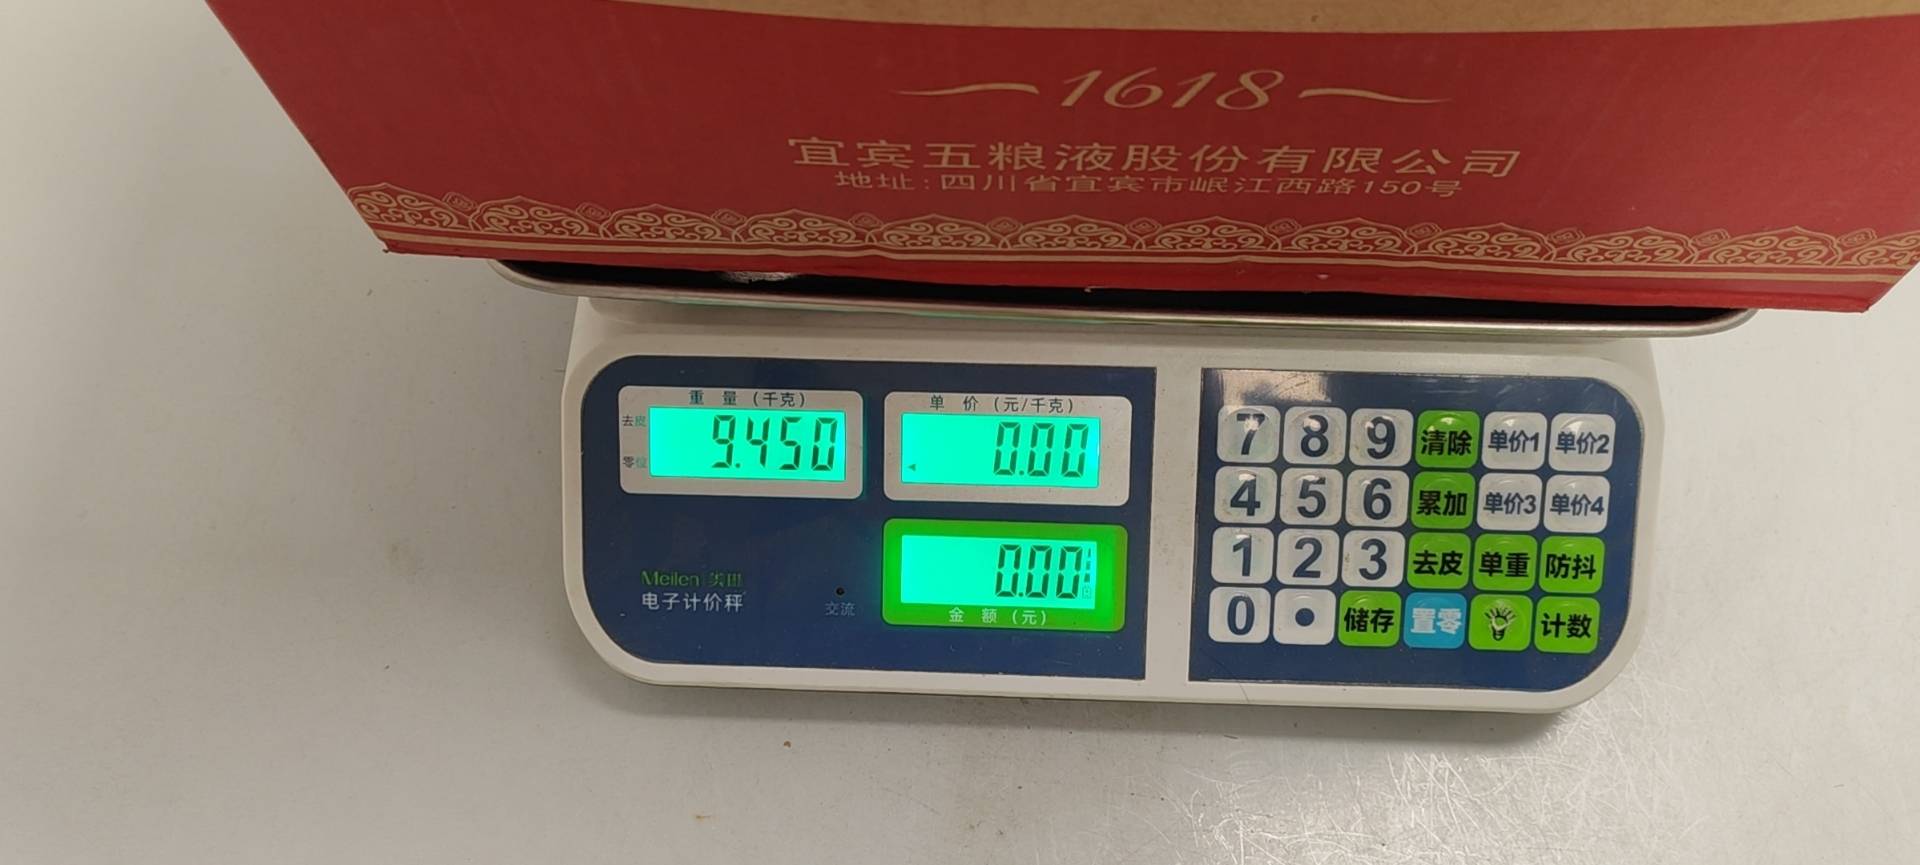 1618
宜宾五粮液股份有限公司
地址:四川省宜宾市岷江西路150号
重 量 (千克)
去皮
零位
9.450
单 价 (元/千克)
0.00
0.00
金 额 (元)
Meilen 美田
电子计价秤
交流
7 8 9 清除 单价1 单价2
4 5 6 累加 单价3 单价4
1 2 3 去皮 单重 防抖
0 • 储存 置零 计数